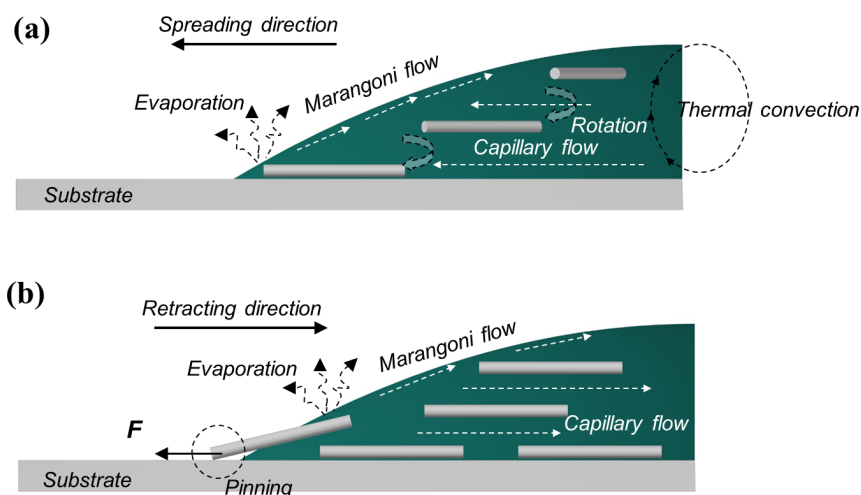 (a)
Spreading direction
Evaporation
Marangoni flow
Thermal convection
Rotation
Capillary flow
Substrate
(b)
Retracting direction
Evaporation
Marangoni flow
F
Capillary flow
Substrate
Pinning